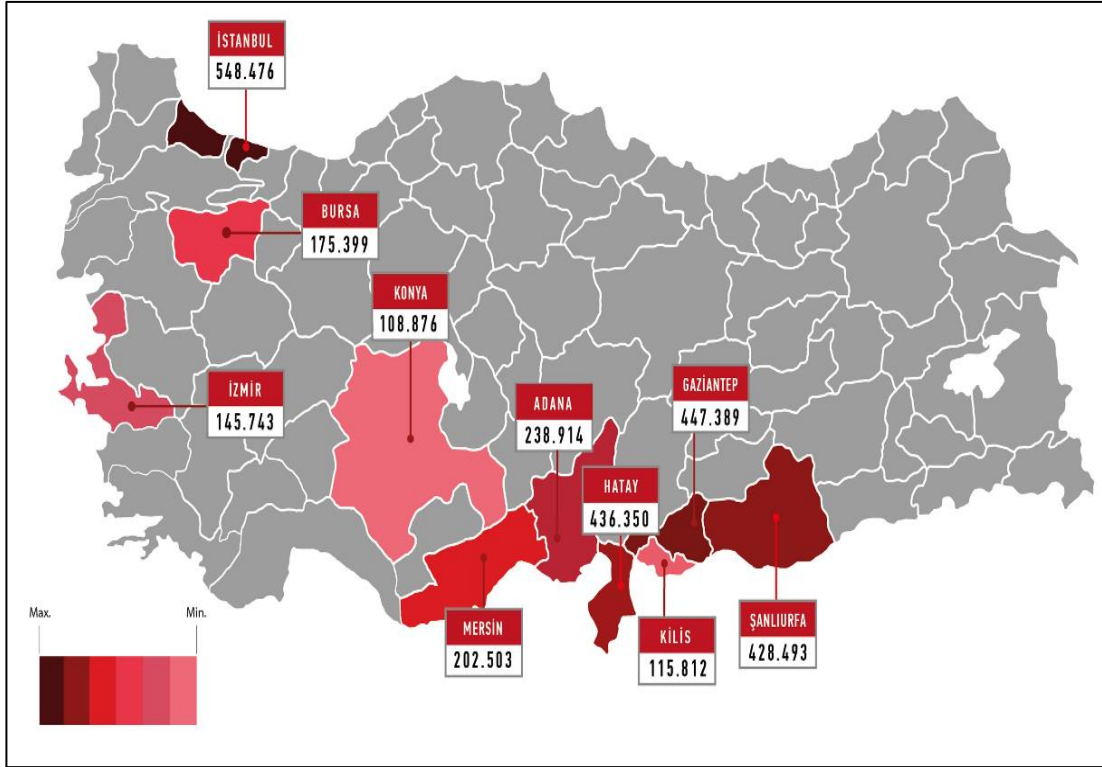 İSTANBUL
548.476
BURSA
175.399
KONYA
108.876
İZMİR
145.743
ADANA
238.914
GAZİANTEP
447.389
HATAY
436.350
Max.
Min.
MERSİN
202.503
KİLİS
115.812
ŞANLIURFA
428.493